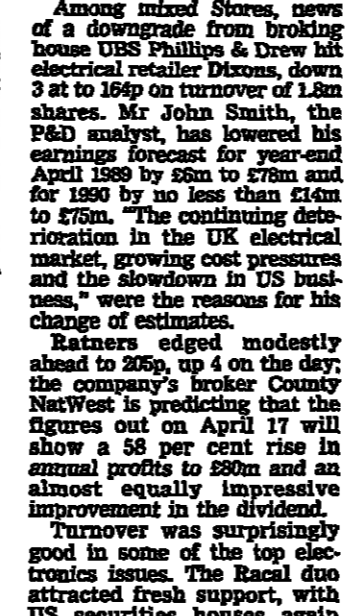 Among mixed Stores, news
of a downgrade from broking
house UBS Phillips & Drew hit
electrical retailer Dixons, down
3 at to 164p on turnover of 1.8m
shares. Mr John Smith, the
P&D analyst, has lowered his
earnings forecast for year-end
April 1989 by £6m to £78m and
for 1990 by no less than £14m
to £75m. "The continuing dete-
rioration in the UK electrical
market, growing cost pressures
and the slowdown in US busi-
ness," were the reasons for his
change of estimates.
Ratners edged modestly
ahead to 205p, up 4 on the day;
the company's broker County
NatWest is predicting that the
figures out on April 17 will
show a 58 per cent rise in
annual profits to £80m and an
almost equally impressive
improvement in the dividend.
Turnover was surprisingly
good in some of the top elec-
tronics issues. The Racal duo
attracted fresh support, with
US securities houses again